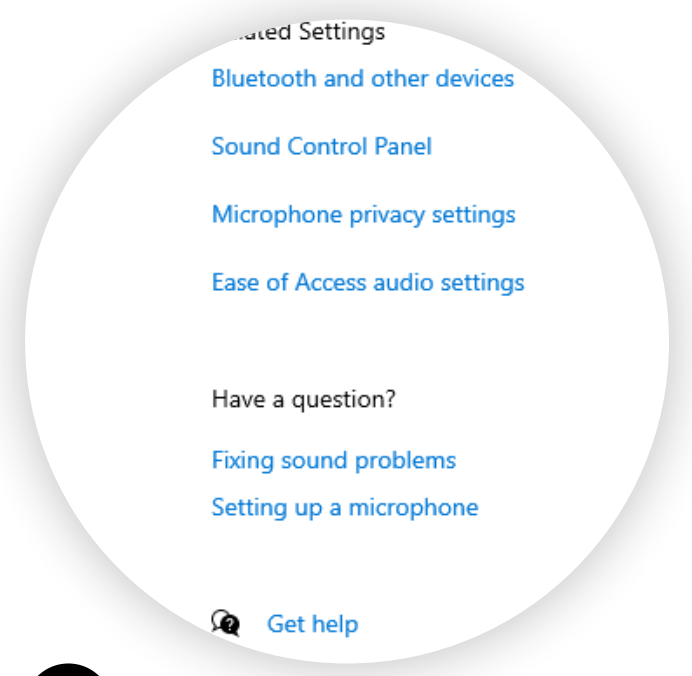 Settings
Bluetooth and other devices
Sound Control Panel
Microphone privacy settings
Ease of Access audio settings
Have a question?
Fixing sound problems
Setting up a microphone
Get help